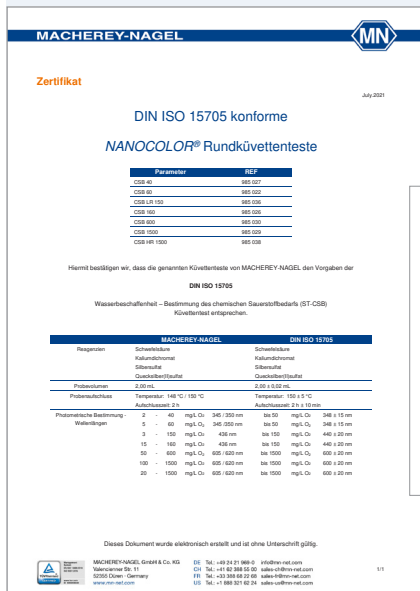 MACHEREY-NAGEL
MN
Zertifikat
July.2021
DIN ISO 15705 konforme
NANOCOLOR® Rundküvettenteste
Parameter REF
CSB 40 985 027
CSB 60 985 022
CSB LR 150 985 036
CSB 160 985 026
CSB 600 985 030
CSB 1500 985 029
CSB HR 1500 985 038
Hiermit bestätigen wir, dass die genannten Küvettenteste von MACHEREY-NAGEL den Vorgaben der
DIN ISO 15705
Wasserbeschaffenheit – Bestimmung des chemischen Sauerstoffbedarfs (ST-CSB)
Küvettentest entsprechen.
MACHEREY-NAGEL DIN ISO 15705
Reagenzien Schwefelsäure Schwefelsäure
Kaliumdichromat Kaliumdichromat
Silbersulfat Silbersulfat
Quecksilber(II)sulfat Quecksilber(II)sulfat
Probevolumen 2,00 mL 2,00 ± 0,02 mL
Probenaufschluss Temperatur: 148 °C / 150 °C Temperatur: 150 ± 5 °C
Aufschlusszeit: 2 h Aufschlusszeit: 2 h ± 10 min
Photometrische Bestimmung - 2 - 40 mg/L O2 345 / 350 nm bis 50 mg/L O2 348 ± 15 nm
Wellenlängen 5 - 60 mg/L O2 345 /350 nm bis 50 mg/L O2 348 ± 15 nm
3 - 150 mg/L O2 436 nm bis 150 mg/L O2 440 ± 20 nm
15 - 160 mg/L O2 436 nm bis 150 mg/L O2 440 ± 20 nm
50 - 600 mg/L O2 605 / 620 nm bis 1500 mg/L O2 600 ± 20 nm
100 - 1500 mg/L O2 605 / 620 nm bis 1500 mg/L O2 600 ± 20 nm
20 - 1500 mg/L O2 605 / 620 nm bis 1500 mg/L O2 600 ± 20 nm
Dieses Dokument wurde elektronisch erstellt und ist ohne Unterschrift gültig.
MACHEREY-NAGEL GmbH & Co. KG DE Tel.: +49 24 21 969-0 info@mn-net.com
Valencienner Str. 11 CH Tel.: +41 62 388 55 00 sales-ch@mn-net.com 1/1
52355 Düren · Germany FR Tel.: +33 388 68 22 68 sales-fr@mn-net.com
www.mn-net.com US Tel.: +1 888 321 62 24 sales-us@mn-net.com